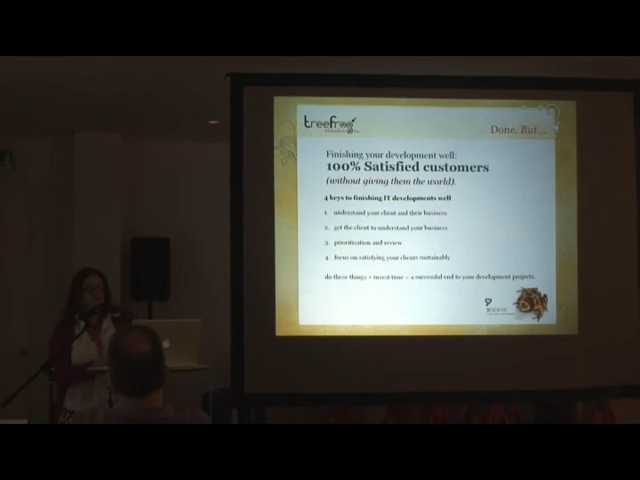 treefrog
Done. But...
Finishing your development well:
100% Satisfied customers
(without giving them the world).
4 keys to finishing IT developments well
1. understand your client and their business
2. get the client to understand your business
3. prioritisation and review
4. focus on satisfying your clients sustainably
do these things + invest time = a successful end to your development projects.